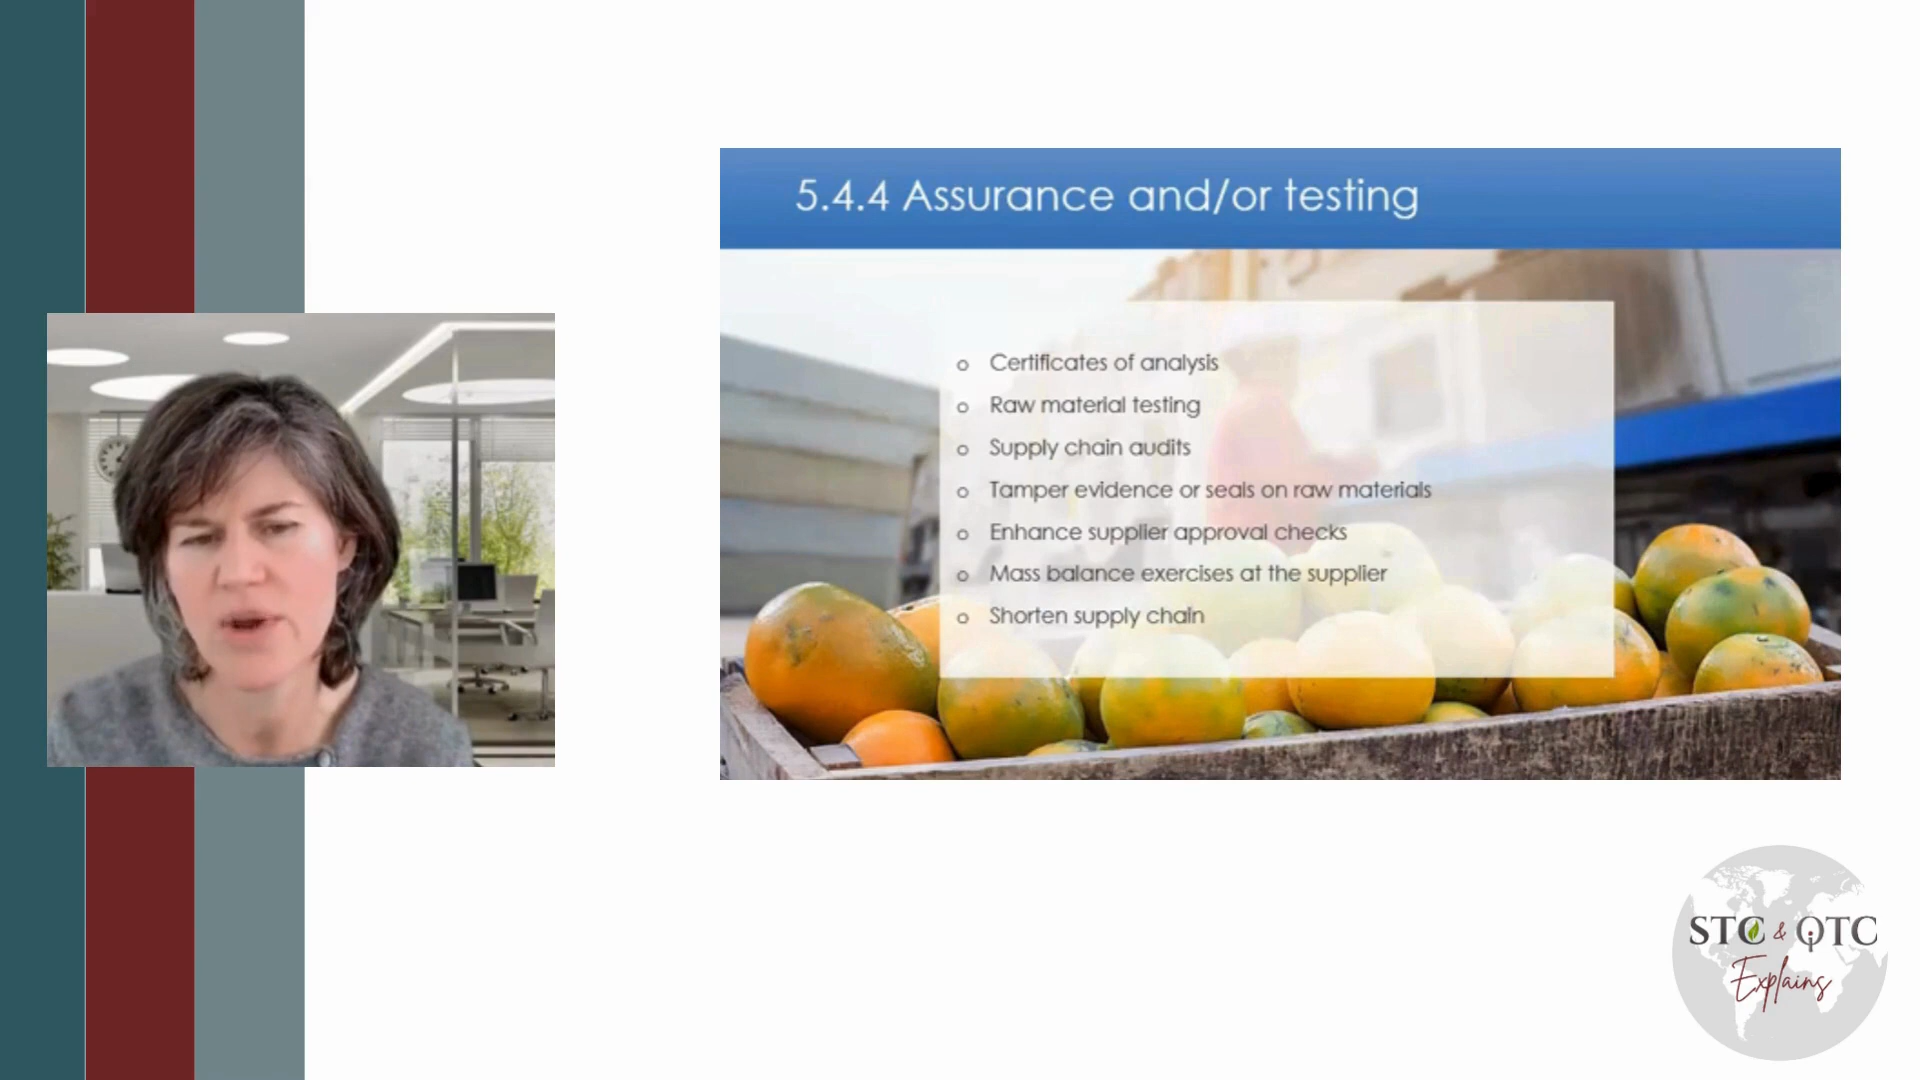 5.4.4 Assurance and/or testing
o Certificates of analysis
o Raw material testing
o Supply chain audits
o Tamper evidence or seals on raw materials
o Enhance supplier approval checks
o Mass balance exercises at the supplier
o Shorten supply chain
STC & QTC
Explains